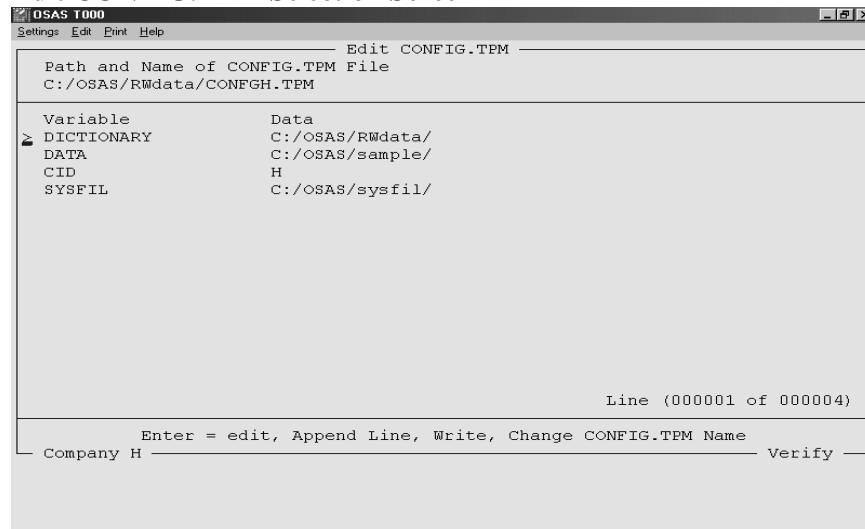 OSAS T000
Settings Edit Print Help
Edit CONFIG.TPM
Path and Name of CONFIG.TPM File
C:/OSAS/RWdata/CONFGH.TPM
Variable Data
> DICTIONARY C:/OSAS/RWdata/
DATA C:/OSAS/sample/
CID H
SYSFIL C:/OSAS/sysfil/
Line (000001 of 000004)
Enter = edit, Append Line, Write, Change CONFIG.TPM Name
Company H Verify